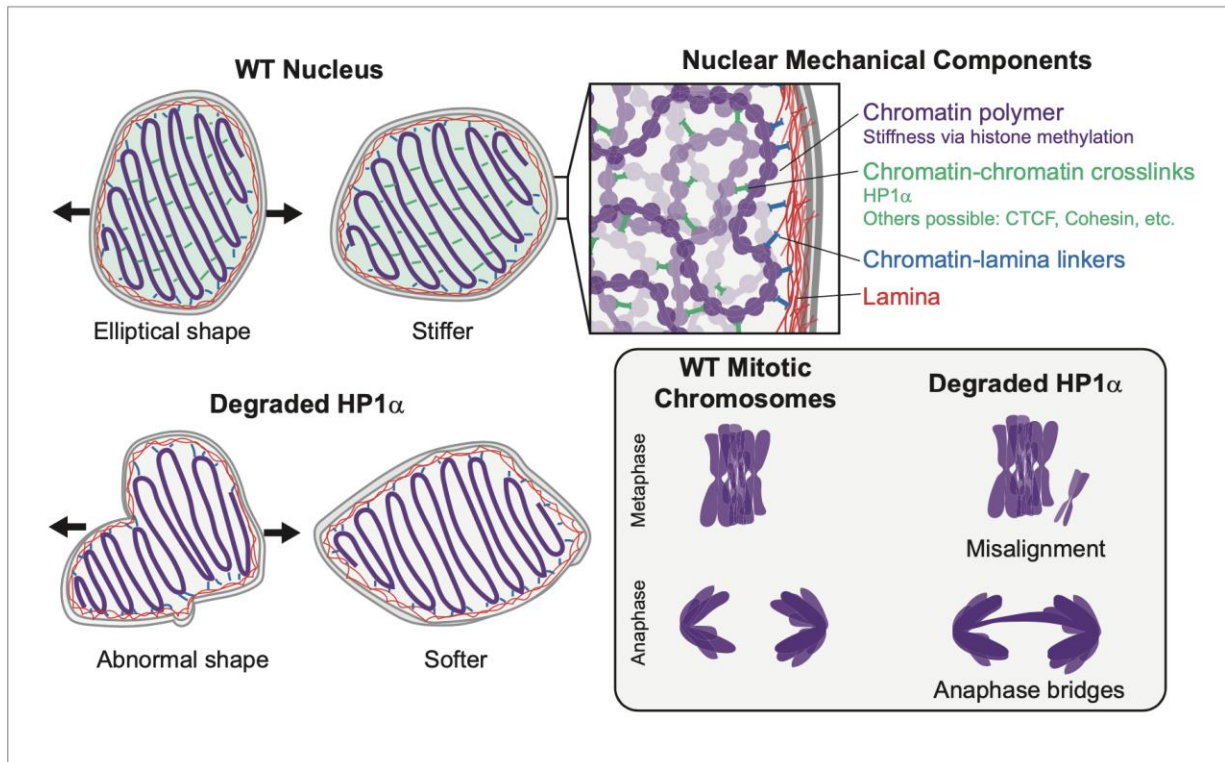 WT Nucleus
Elliptical shape
Stiffer
Nuclear Mechanical Components
Chromatin polymer
Stiffness via histone methylation
Chromatin-chromatin crosslinks
HP1α
Others possible: CTCF, Cohesin, etc.
Chromatin-lamina linkers
Lamina
Degraded HP1α
Abnormal shape
Softer
WT Mitotic
Chromosomes
Degraded HP1α
Metaphase
Misalignment
Anaphase
Anaphase bridges